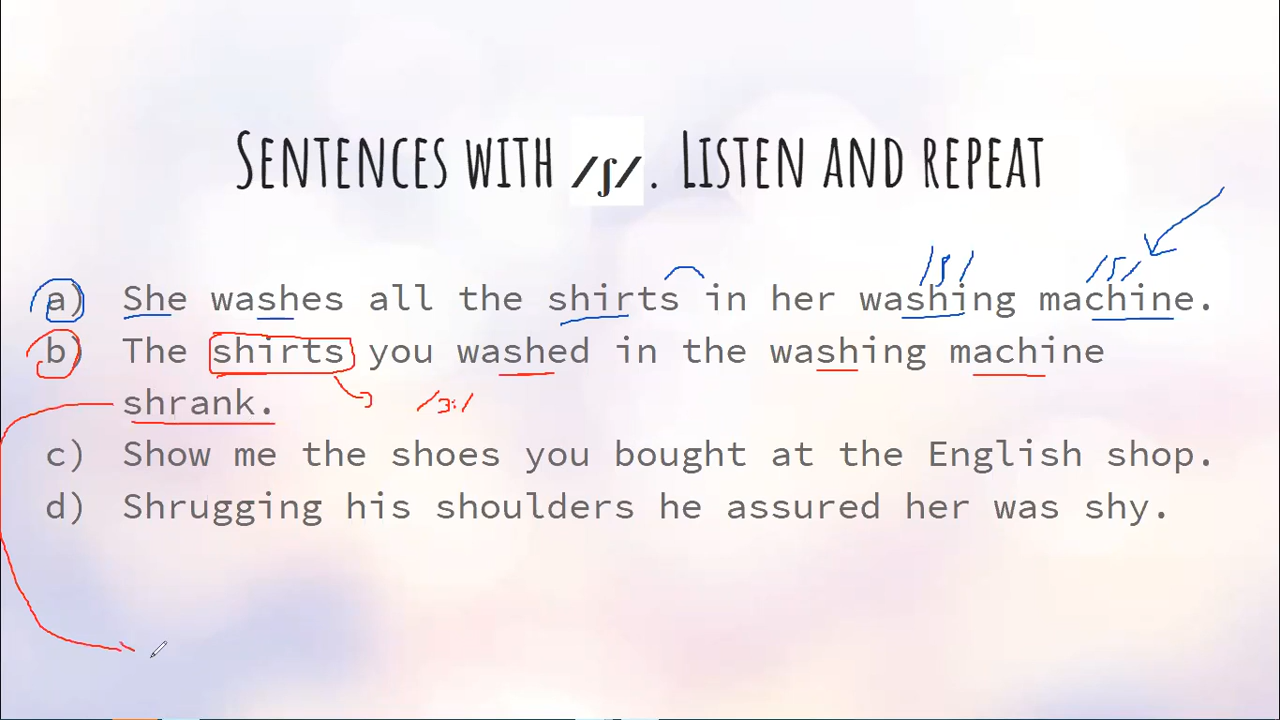 SENTENCES WITH /ʃ/. LISTEN AND REPEAT
/ʃ/ /ʃ/
a) She washes all the shirts in her washing machine.
b) The shirts you washed in the washing machine
shrank. /ɜ:/
c) Show me the shoes you bought at the English shop.
d) Shrugging his shoulders he assured her was shy.